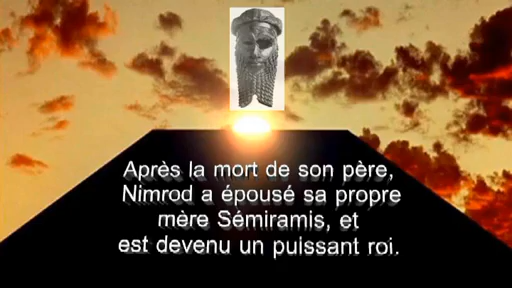 Après la mort de son père,
Nimrod a épousé sa propre
mère Sémiramis, et
est devenu un puissant roi.